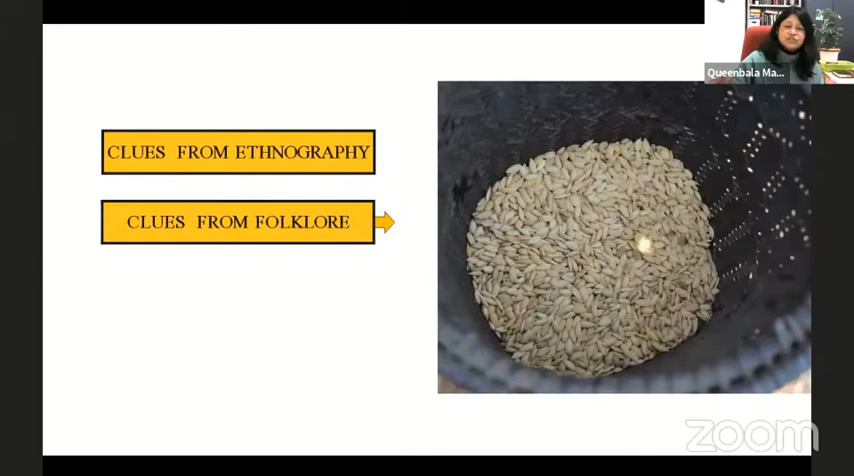 Queenbala Ma...
CLUES FROM ETHNOGRAPHY
CLUES FROM FOLKLORE
zoom